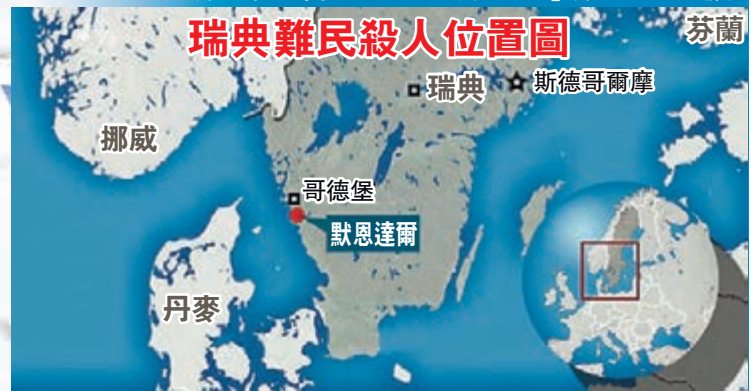 瑞典難民殺人位置圖
芬蘭
瑞典
斯德哥爾摩
挪威
哥德堡
默恩達爾
丹麥